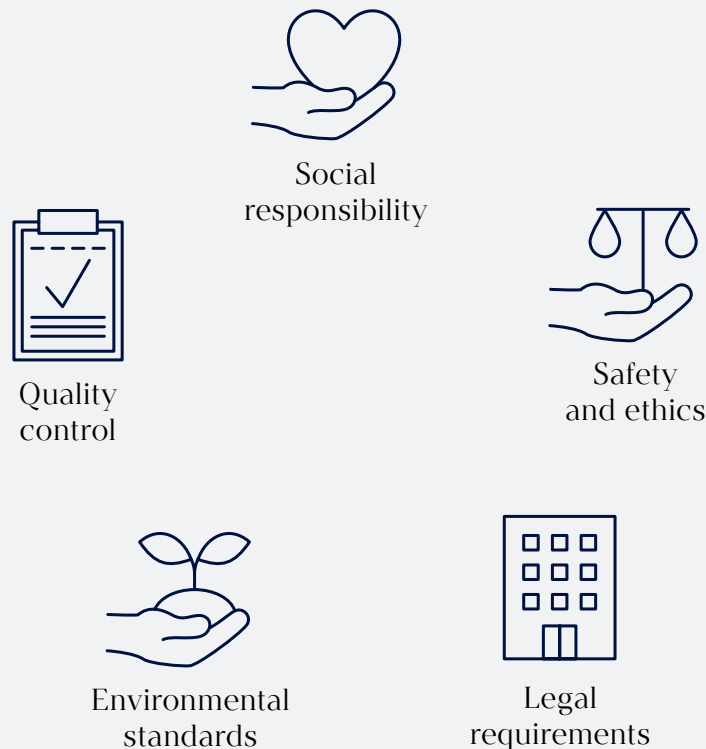 Social
responsibility
Quality
control
Safety
and ethics
Environmental
standards
Legal
requirements